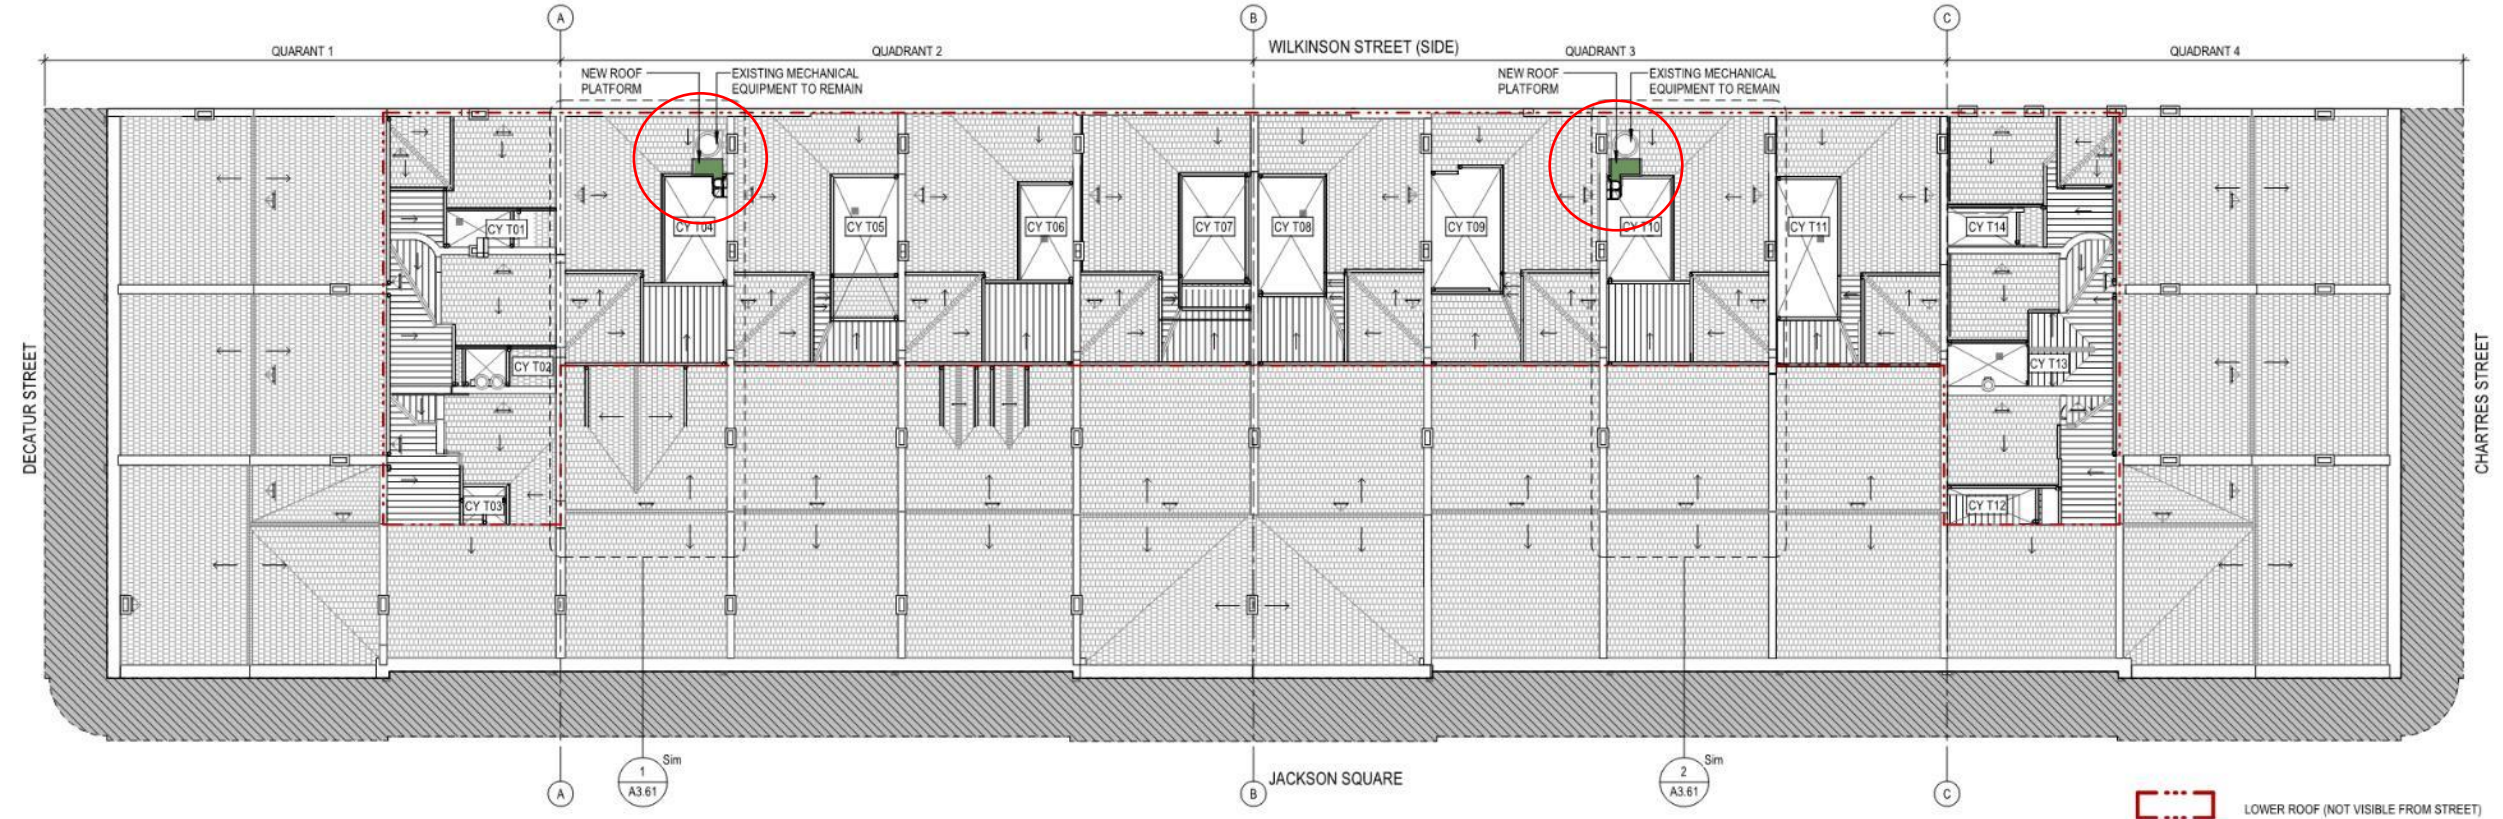 A
B
C
QUARANT 1
QUADRANT 2
WILKINSON STREET (SIDE)
QUADRANT 3
QUADRANT 4
NEW ROOF
PLATFORM
EXISTING MECHANICAL
EQUIPMENT TO REMAIN
NEW ROOF
PLATFORM
EXISTING MECHANICAL
EQUIPMENT TO REMAIN
CY T01
CY T04
CY T05
CY T06
CY T07
CY T08
CY T09
CY T10
CY T11
CY T14
CY T02
CY T13
CY T03
CY T12
DECATUR STREET
CHARTRES STREET
1
A3.61
Sim
2
A3.61
Sim
A
B
JACKSON SQUARE
C
LOWER ROOF (NOT VISIBLE FROM STREET)